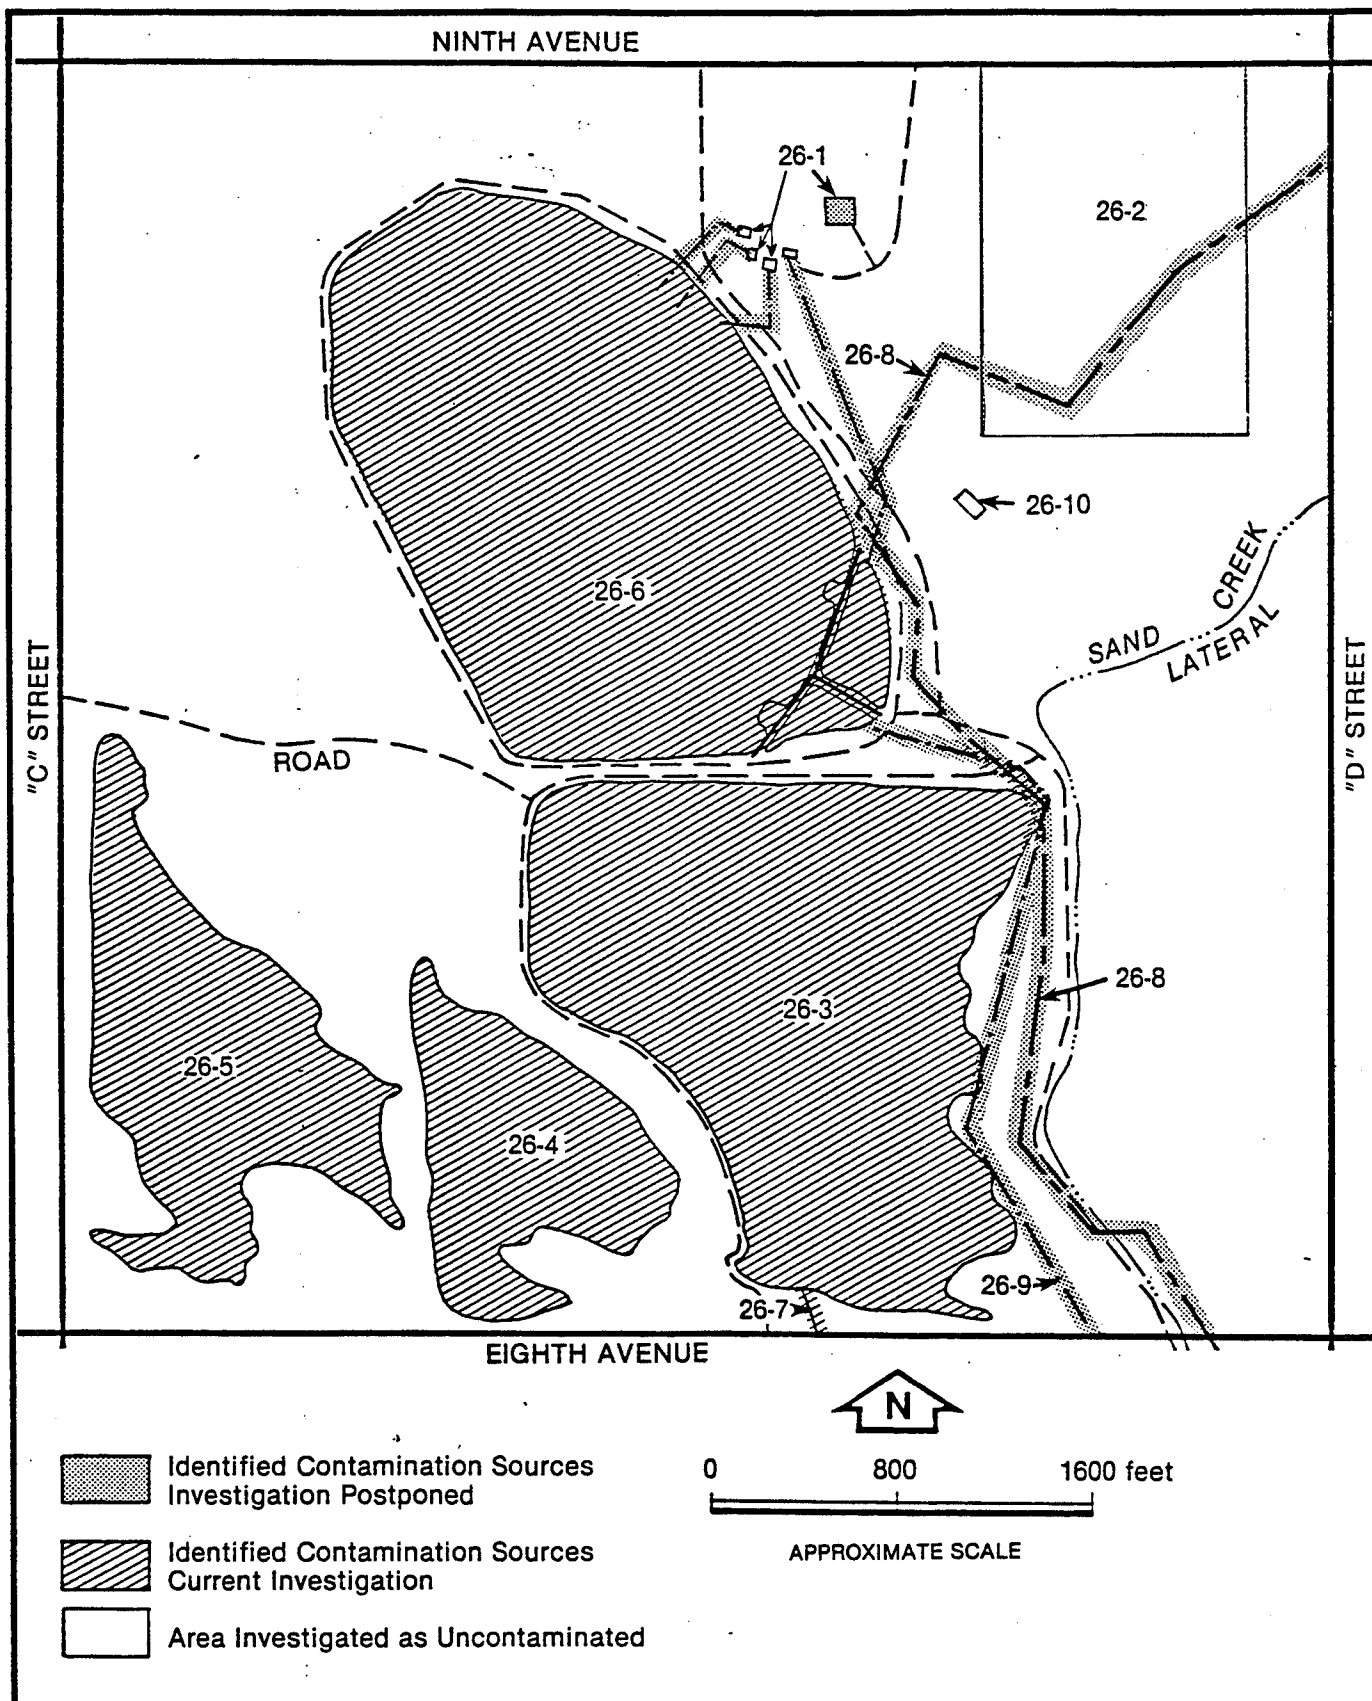 NINTH AVENUE
26-1
26-2
26-8
26-10
26-6
CREEK
SAND
LATERAL
"C" STREET
"D" STREET
ROAD
26-8
26-3
26-5
26-4
26-9
26-7
EIGHTH AVENUE
N
Identified Contamination Sources
Investigation Postponed
0 800 1600 feet
Identified Contamination Sources
Current Investigation
APPROXIMATE SCALE
Area Investigated as Uncontaminated